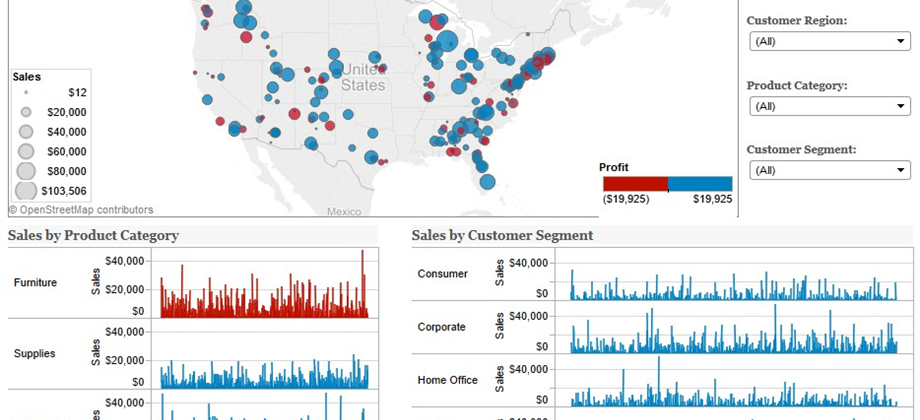 Customer Region:
(All)
Product Category:
(All)
Customer Segment:
(All)
Sales
$12
$20,000
$40,000
$60,000
$80,000
$103,506
United
States
Mexico
© OpenStreetMap contributors
Profit
($19,925) $19,925
Sales by Product Category
Furniture
Sales
$40,000
$20,000
$0
Supplies
Sales
$40,000
$20,000
$0
$40,000
Sales by Customer Segment
Consumer
Sales
$40,000
$0
Corporate
Sales
$40,000
$0
Home Office
Sales
$40,000
$0